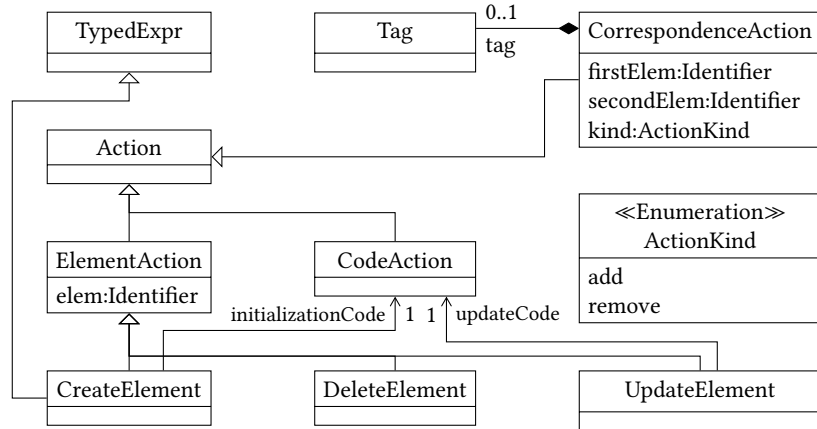 TypedExpr
Tag
0..1
tag
CorrespondenceAction
firstElem:Identifier
secondElem:Identifier
kind:ActionKind
Action
≪Enumeration≫
ActionKind
add
remove
ElementAction
elem:Identifier
CodeAction
initializationCode
1
1
updateCode
CreateElement
DeleteElement
UpdateElement